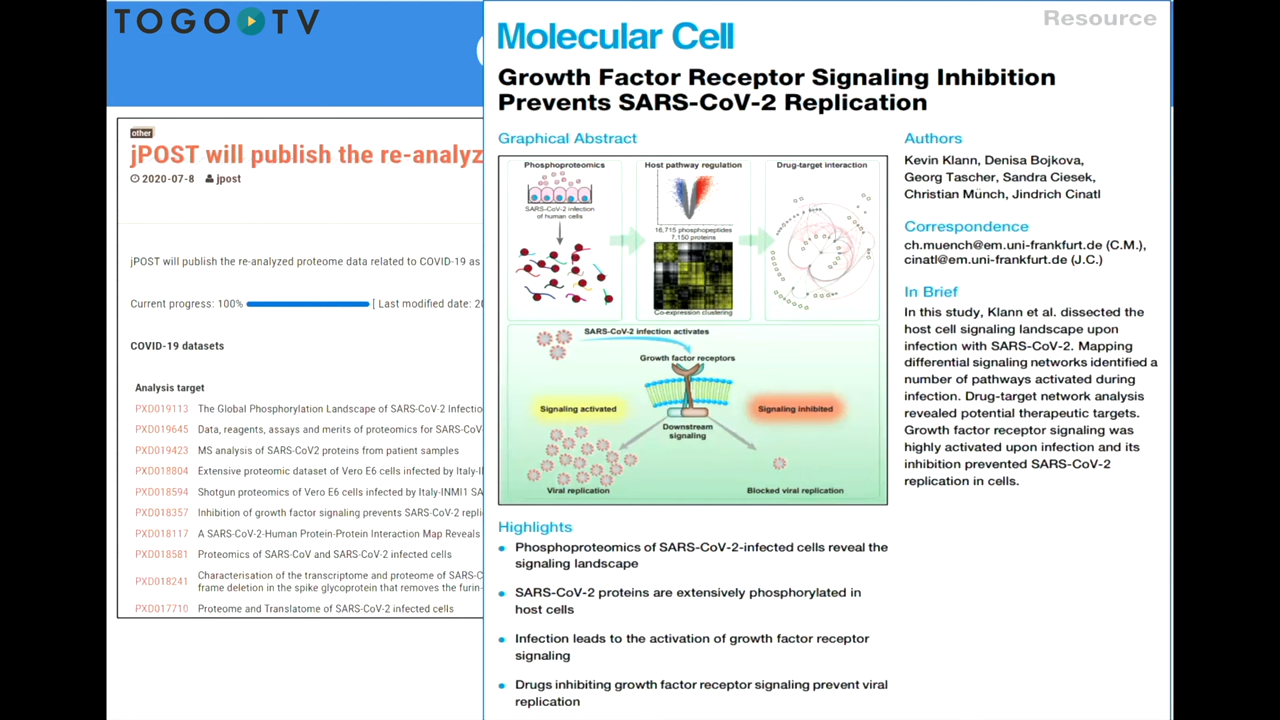 TOGO TV
other
jPOST will publish the re-analyz
2020-07-8 jpost
jPOST will publish the re-analyzed proteome data related to COVID-19 as
Current progress: 100% [ Last modified date: 20
COVID-19 datasets
Analysis target
PXD019113 The Global Phosphorylation Landscape of SARS-CoV-2 Infectio
PXD019645 Data, reagents, assays and merits of proteomics for SARS-CoV-
PXD019423 MS analysis of SARS-CoV2 proteins from patient samples
PXD018804 Extensive proteomic dataset of Vero E6 cells infected by Italy-I
PXD018594 Shotgun proteomics of Vero E6 cells infected by Italy-INMI1 SA
PXD018357 Inhibition of growth factor signaling prevents SARS-CoV-2 repli
PXD018117 A SARS-CoV-2-Human Protein-Protein Interaction Map Reveals
PXD018581 Proteomics of SARS-CoV and SARS-CoV-2 infected cells
PXD018241 Characterisation of the transcriptome and proteome of SARS-C
frame deletion in the spike glycoprotein that removes the furin-
PXD017710 Proteome and Translatome of SARS-CoV-2 infected cells
Resource
Molecular Cell
Growth Factor Receptor Signaling Inhibition
Prevents SARS-CoV-2 Replication
Graphical Abstract
Phosphoproteomics
SARS-CoV-2 infection
of human cells
Host pathway regulation
16,715 phosphopeptides
7,150 proteins
Co-expression clustering
Drug-target interaction
SARS-CoV-2 infection activates
Growth factor receptors
Signaling activated
Signaling inhibited
Downstream
signaling
Viral replication
Blocked viral replication
Highlights
Phosphoproteomics of SARS-CoV-2-infected cells reveal the
signaling landscape
SARS-CoV-2 proteins are extensively phosphorylated in
host cells
Infection leads to the activation of growth factor receptor
signaling
Drugs inhibiting growth factor receptor signaling prevent viral
replication
Authors
Kevin Klann, Denisa Bojkova,
Georg Tascher, Sandra Ciesek,
Christian Münch, Jindrich Cinatl
Correspondence
ch.muench@em.uni-frankfurt.de (C.M.),
cinatl@em.uni-frankfurt.de (J.C.)
In Brief
In this study, Klann et al. dissected the
host cell signaling landscape upon
infection with SARS-CoV-2. Mapping
differential signaling networks identified a
number of pathways activated during
infection. Drug-target network analysis
revealed potential therapeutic targets.
Growth factor receptor signaling was
highly activated upon infection and its
inhibition prevented SARS-CoV-2
replication in cells.